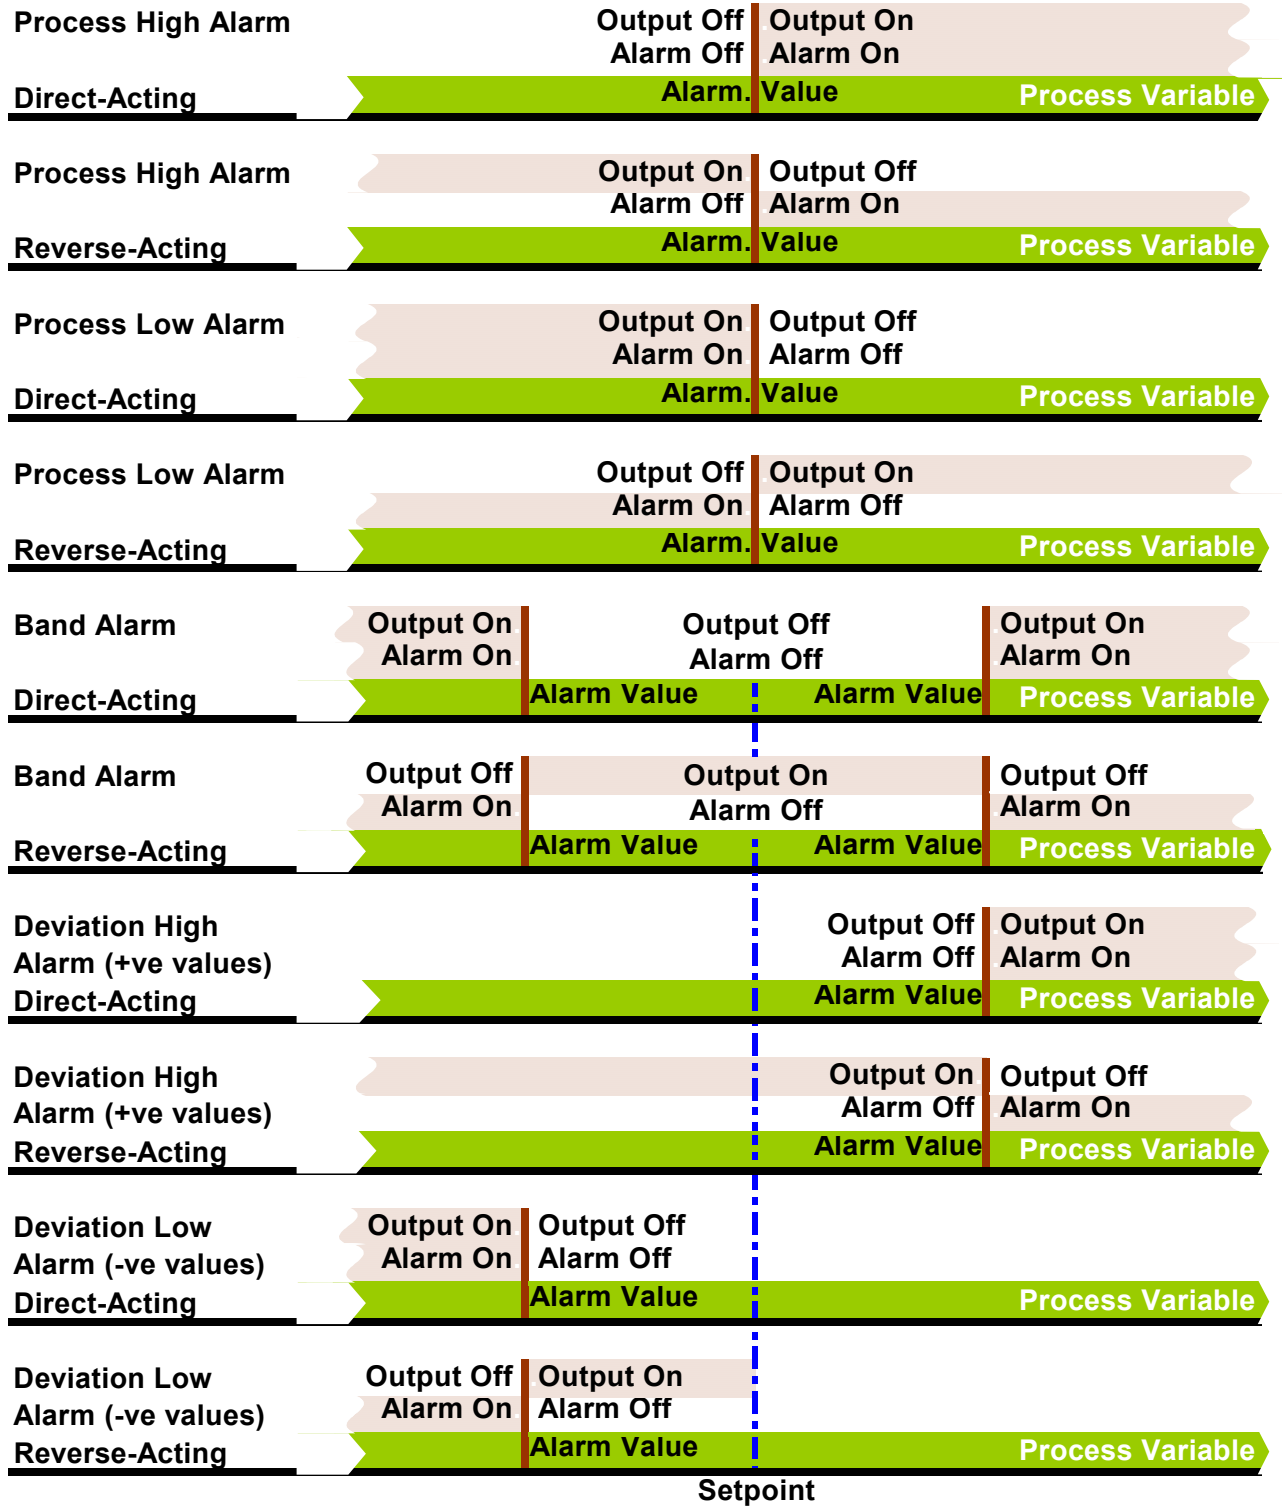 Process High Alarm Output Off Output On
Alarm Off Alarm On
Direct-Acting Alarm. Value Process Variable
Process High Alarm Output On Output Off
Alarm Off Alarm On
Reverse-Acting Alarm. Value Process Variable
Process Low Alarm Output On Output Off
Alarm On Alarm Off
Direct-Acting Alarm. Value Process Variable
Process Low Alarm Output Off Output On
Alarm On Alarm Off
Reverse-Acting Alarm. Value Process Variable
Band Alarm Output On Output Off Output On
Alarm On Alarm Off Alarm On
Direct-Acting Alarm Value Alarm Value Process Variable
Band Alarm Output Off Output On Output Off
Alarm On Alarm Off Alarm On
Reverse-Acting Alarm Value Alarm Value Process Variable
Deviation High Output Off Output On
Alarm (+ve values) Alarm Off Alarm On
Direct-Acting Alarm Value Process Variable
Deviation High Output On Output Off
Alarm (+ve values) Alarm Off Alarm On
Reverse-Acting Alarm Value Process Variable
Deviation Low Output On Output Off
Alarm (-ve values) Alarm On Alarm Off
Direct-Acting Alarm Value Process Variable
Deviation Low Output Off Output On
Alarm (-ve values) Alarm On Alarm Off
Reverse-Acting Alarm Value Process Variable
Setpoint